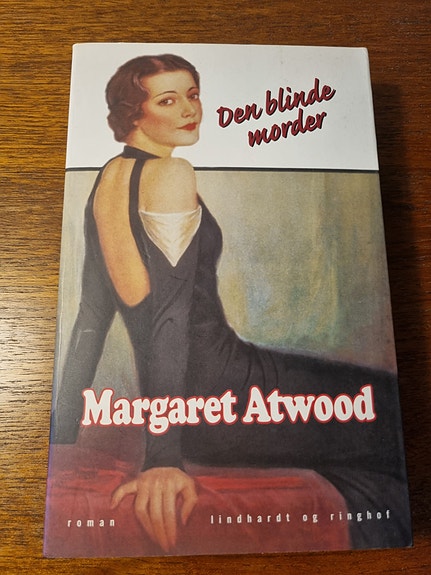 Den blinde
morder
Margaret Atwood
roman
lindhardt og ringhof